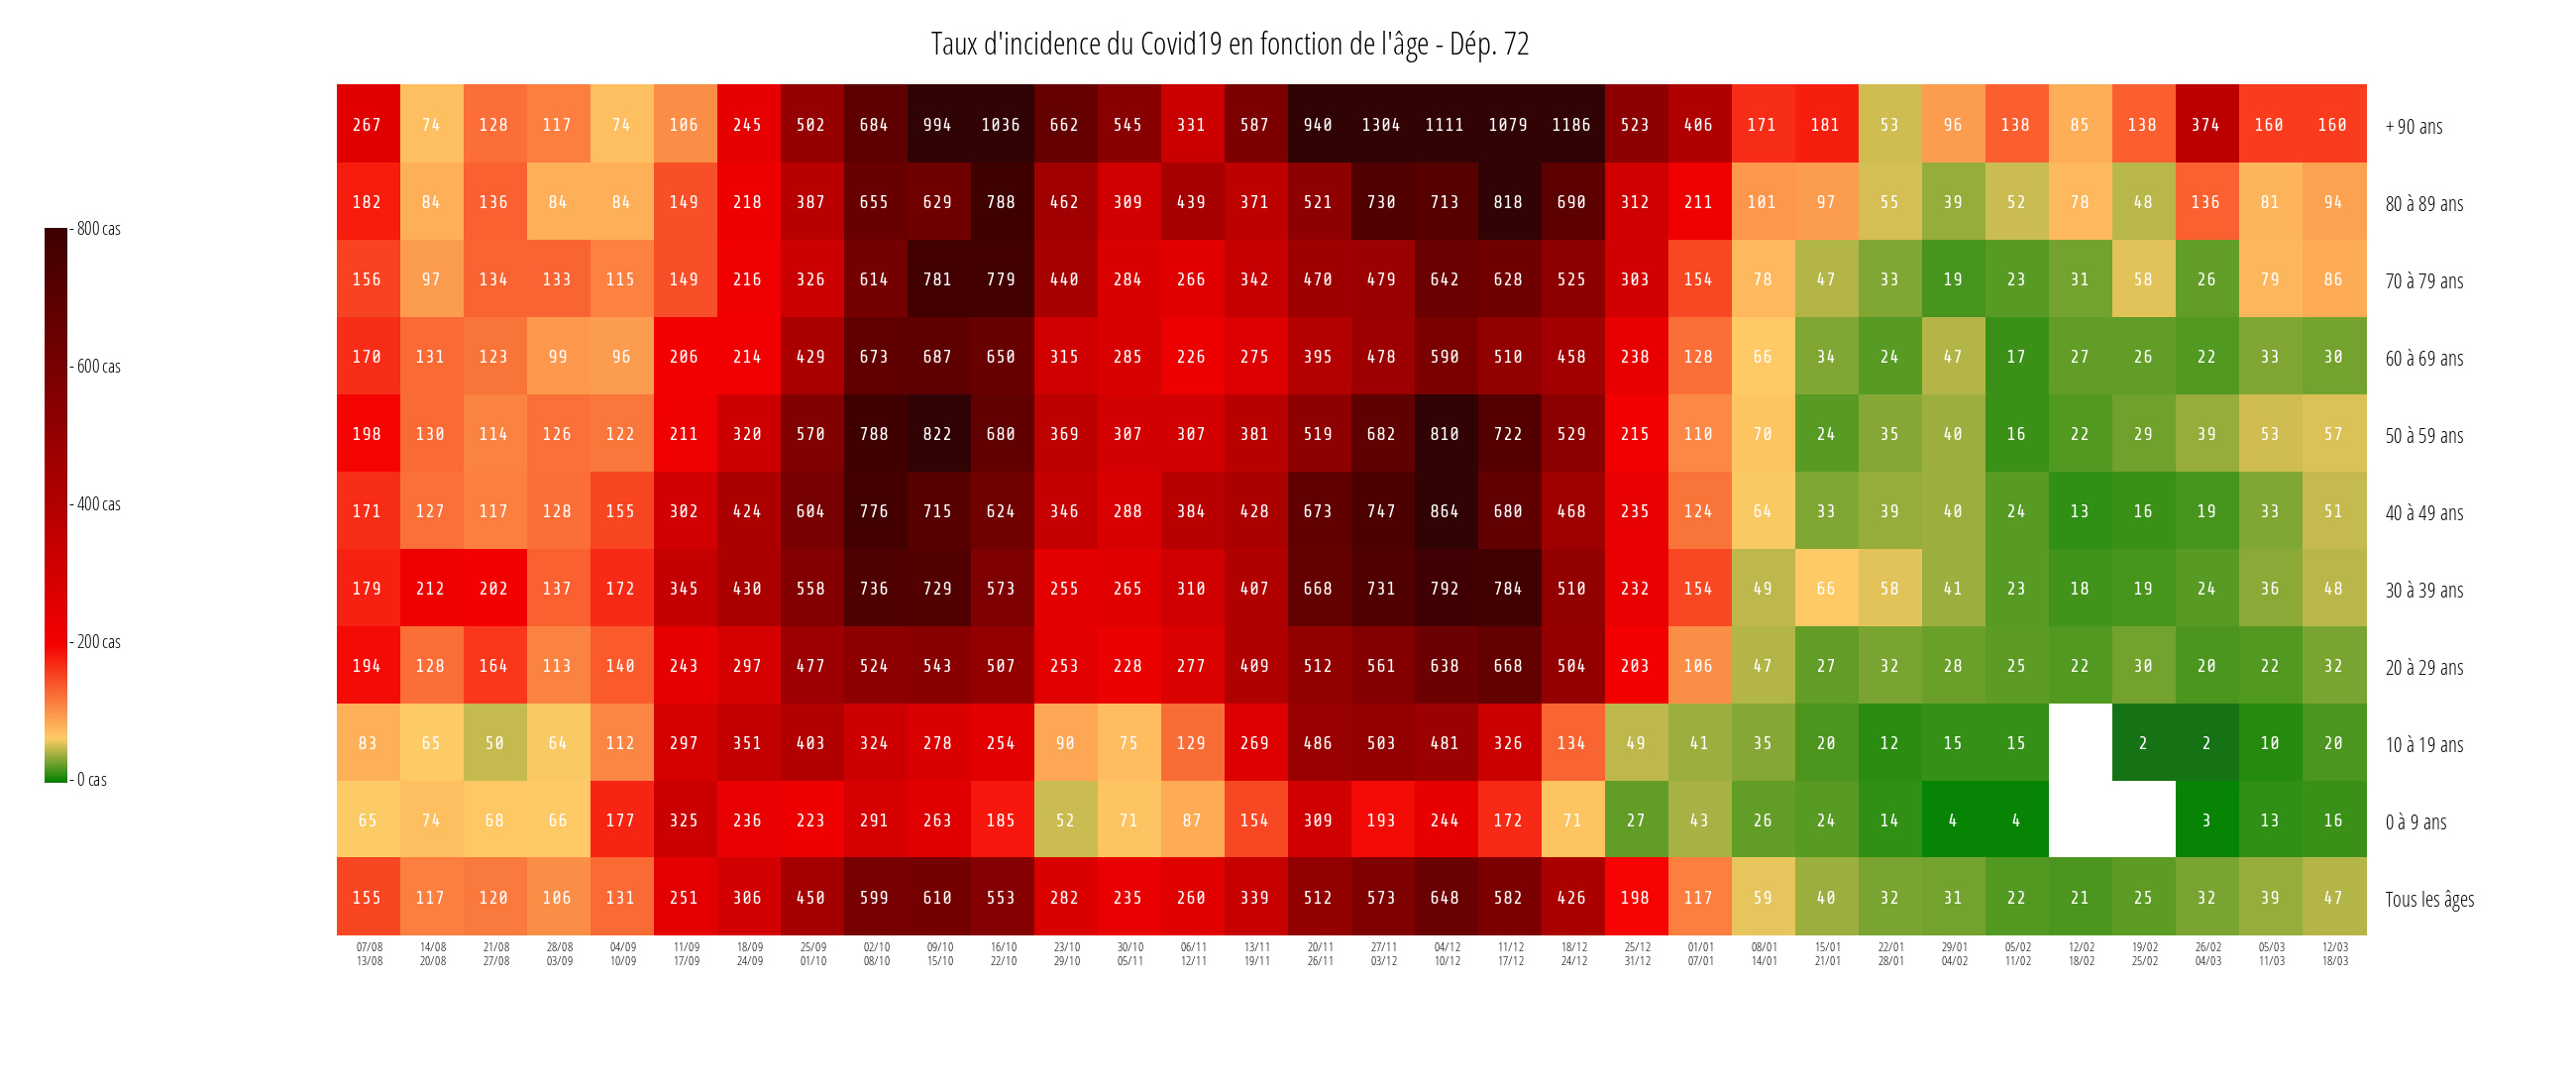 Taux d'incidence du Covid19 en fonction de l'âge - Dép. 72
- 800 cas
- 600 cas
- 400 cas
- 200 cas
- 0 cas
267 74 128 117 74 106 245 502 684 994 1036 662 545 331 587 940 1304 1111 1079 1186 523 406 171 181 53 96 138 85 138 374 160 160 + 90 ans
182 84 136 84 84 149 218 387 655 629 788 462 309 439 371 521 730 713 818 690 312 211 101 97 55 39 52 78 48 136 81 94 80 à 89 ans
156 97 134 133 115 149 216 326 614 781 779 440 284 266 342 470 479 642 628 525 303 154 78 47 33 19 23 31 58 26 79 86 70 à 79 ans
170 131 123 99 96 206 214 429 673 687 650 315 285 226 275 395 478 590 510 458 238 128 66 34 24 47 17 27 26 22 33 30 60 à 69 ans
198 130 114 126 122 211 320 570 788 822 680 369 307 307 381 519 682 810 722 529 215 110 70 24 35 40 16 22 29 39 53 57 50 à 59 ans
171 127 117 128 155 302 424 604 776 715 624 346 288 384 428 673 747 864 680 468 235 124 64 33 39 40 24 13 16 19 33 51 40 à 49 ans
179 212 202 137 172 345 430 558 736 729 573 255 265 310 407 668 731 792 784 510 232 154 49 66 58 41 23 18 19 24 36 48 30 à 39 ans
194 128 164 113 140 243 297 477 524 543 507 253 228 277 409 512 561 638 668 504 203 106 47 27 32 28 25 22 30 20 22 32 20 à 29 ans
83 65 50 64 112 297 351 403 324 278 254 90 75 129 269 486 503 481 326 134 49 41 35 20 12 15 15 2 2 10 20 10 à 19 ans
65 74 68 66 177 325 236 223 291 263 185 52 71 87 154 309 193 244 172 71 27 43 26 24 14 4 4 3 13 16 0 à 9 ans
155 117 120 106 131 251 306 450 599 610 553 282 235 260 339 512 573 648 582 426 198 117 59 40 32 31 22 21 25 32 39 47 Tous les âges
07/08 14/08 21/08 28/08 04/09 11/09 18/09 25/09 02/10 09/10 16/10 23/10 30/10 06/11 13/11 20/11 27/11 04/12 11/12 18/12 25/12 01/01 08/01 15/01 22/01 29/01 05/02 12/02 19/02 26/02 05/03 12/03
13/08 20/08 27/08 03/09 10/09 17/09 24/09 01/10 08/10 15/10 22/10 29/10 05/11 12/11 19/11 26/11 03/12 10/12 17/12 24/12 31/12 07/01 14/01 21/01 28/01 04/02 11/02 18/02 25/02 04/03 11/03 18/03